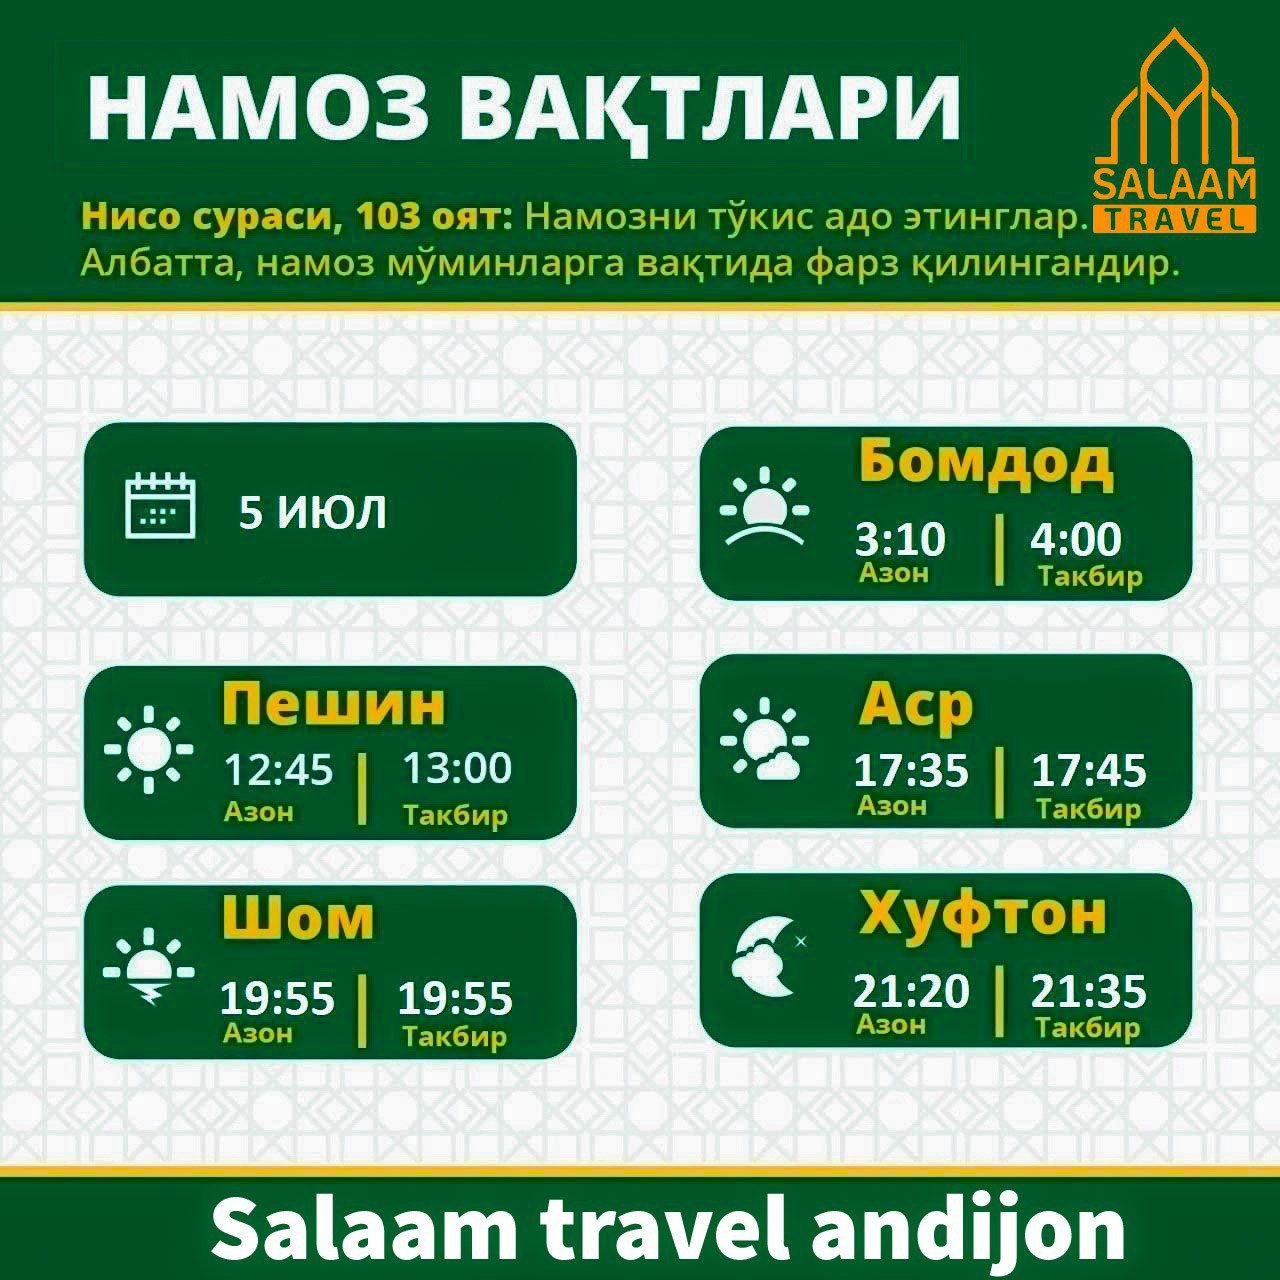 НАМОЗ ВАҚТЛАРИ
SALAAM
TRAVEL
Нисо сураси, 103 оят: Намозни тўкис адо этинглар.
Албатта, намоз мўминларга вақтида фарз қилингандир.
5 ИЮЛ
Бомдод
3:10 4:00
Азон Такбир
Пешин
12:45 13:00
Азон Такбир
Аср
17:35 17:45
Азон Такбир
Шом
19:55 19:55
Азон Такбир
Хуфтон
21:20 21:35
Азон Такбир
Salaam travel andijon